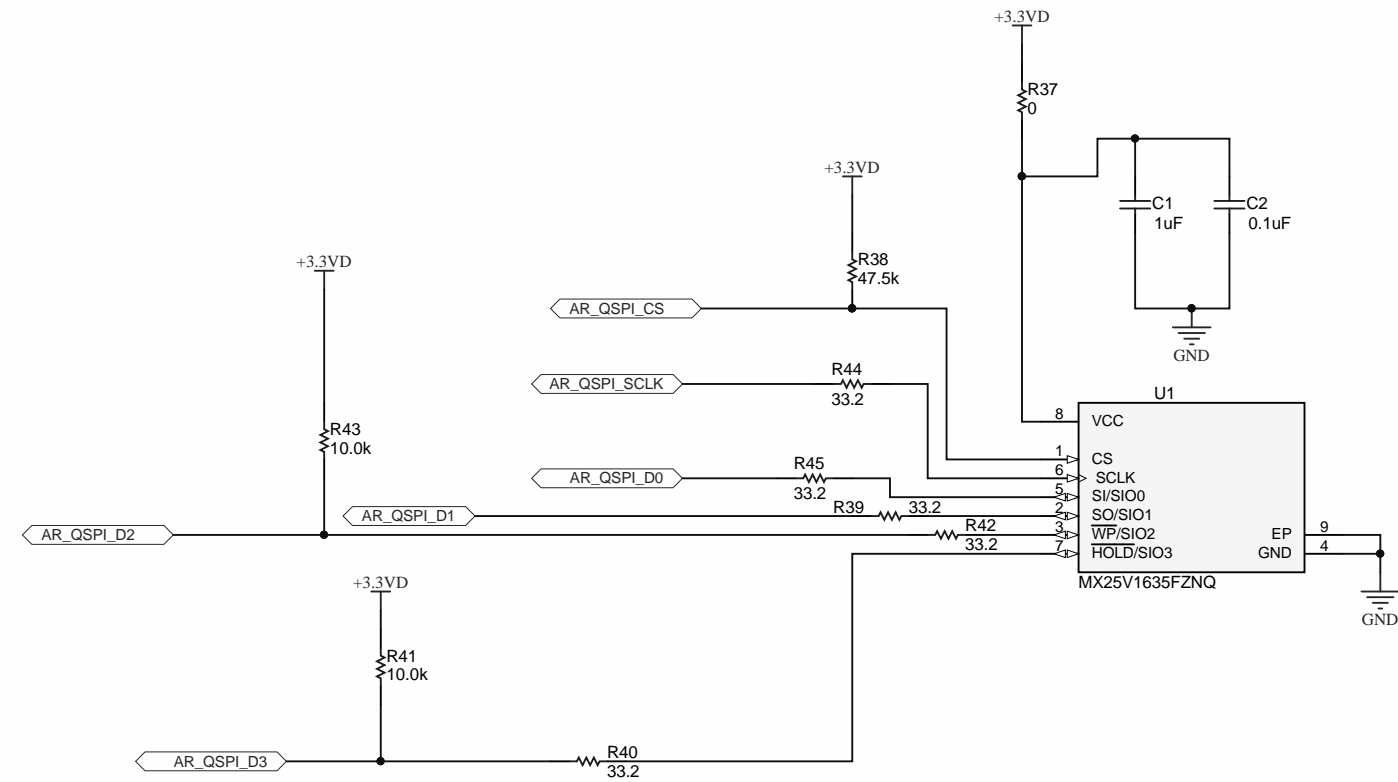 +3.3VD
R37
0
+3.3VD
C1
1uF
C2
0.1uF
R38
47.5k
GND
+3.3VD
AR_QSPI_CS
R44
AR_QSPI_SCLK
33.2
U1
8 VCC
R43
10.0k
1 CS
R45
6 SCLK
AR_QSPI_D0
33.2
5 SI/SIO0
R39 33.2
AR_QSPI_D1
2 SO/SIO1
R42
AR_QSPI_D2
33.2
3 WP/SIO2
EP 9
7 HOLD/SIO3
GND 4
MX25V1635FZNQ
GND
+3.3VD
R41
10.0k
R40
AR_QSPI_D3
33.2